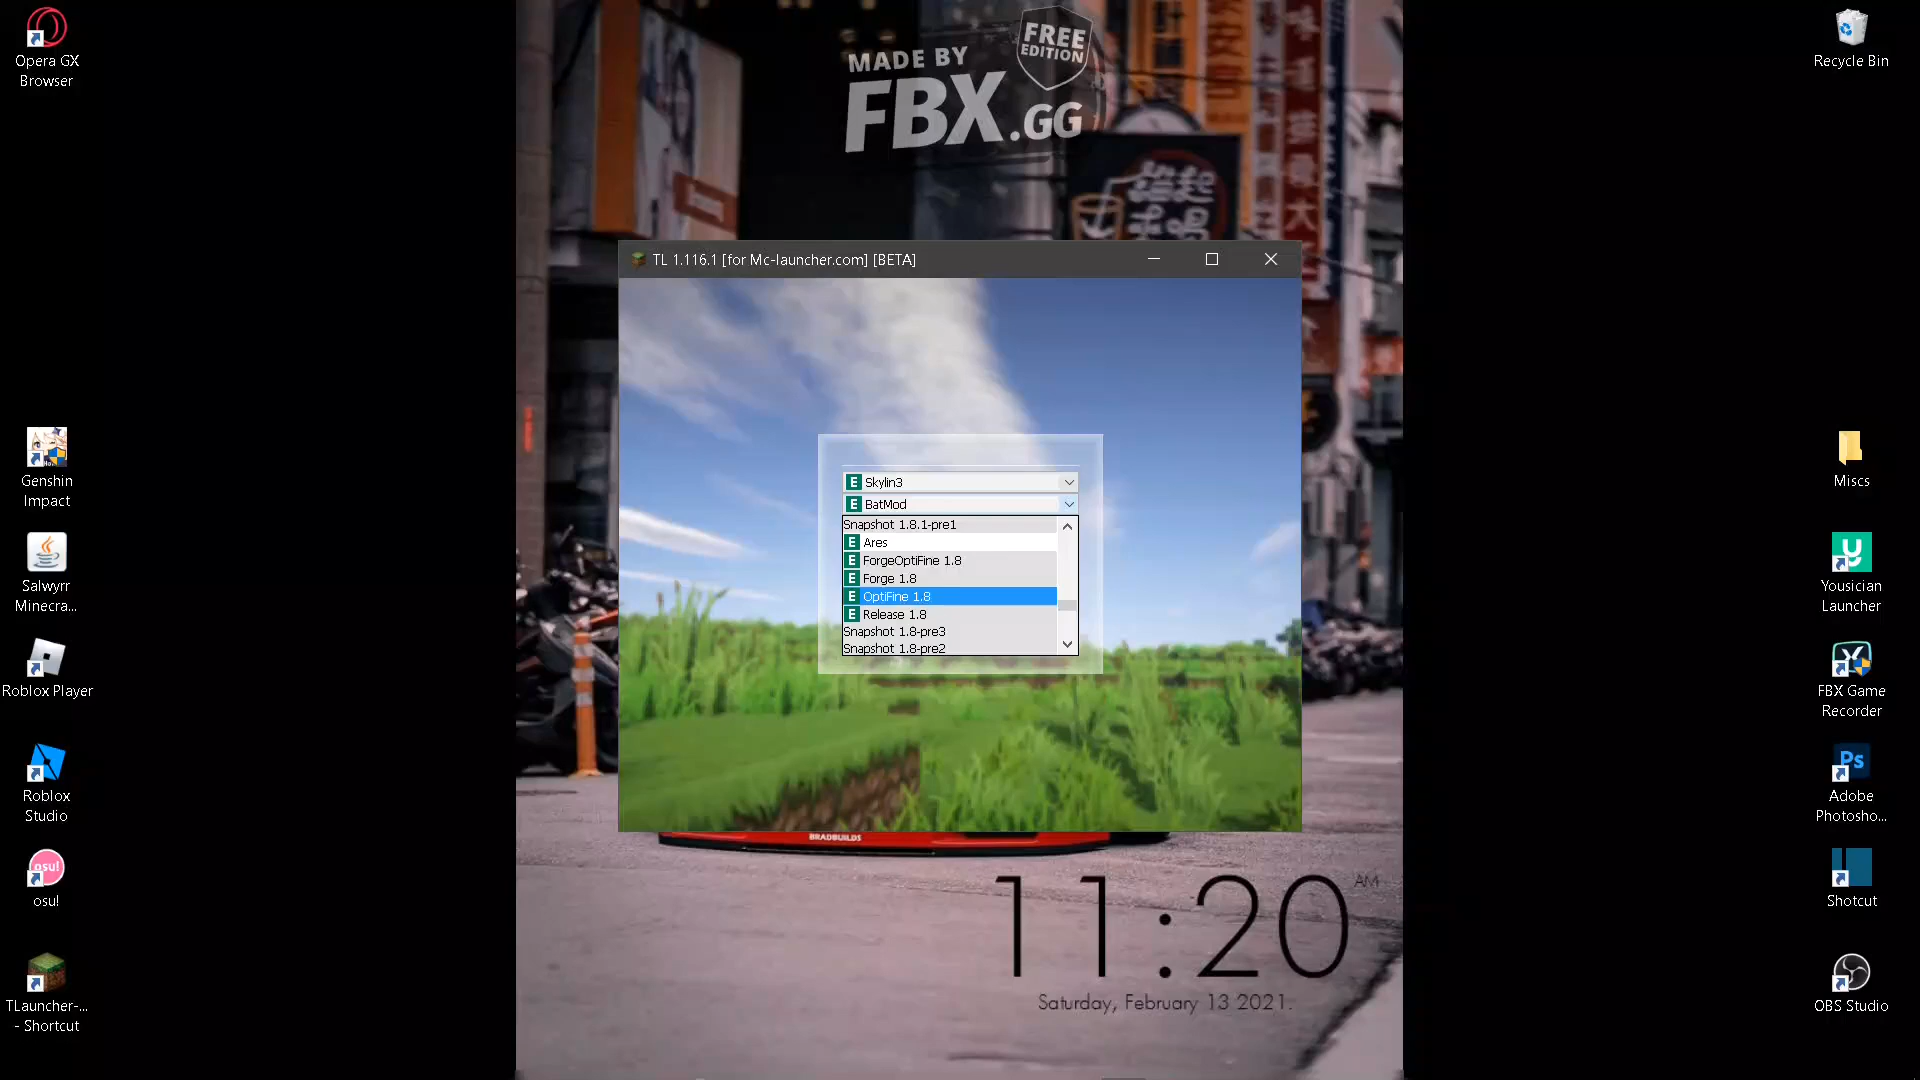 Opera GX
Browser
Genshin
Impact
Salwyrr
Minecra...
Roblox Player
Roblox
Studio
osu!
osu!
TLauncher-...
- Shortcut
MADE BY
FBX.GG
FREE
EDITION
TL 1.116.1 [for Mc-launcher.com] [BETA]
E Skylin3
E BatMod
Snapshot 1.8.1-pre1
E Ares
E ForgeOptiFine 1.8
E Forge 1.8
E OptiFine 1.8
E Release 1.8
Snapshot 1.8-pre3
Snapshot 1.8-pre2
BRADBUILDS
11:20 AM
Saturday, February 13 2021.
Recycle Bin
Miscs
Yousician
Launcher
FBX Game
Recorder
Ps
Adobe
Photosho...
Shotcut
OBS Studio